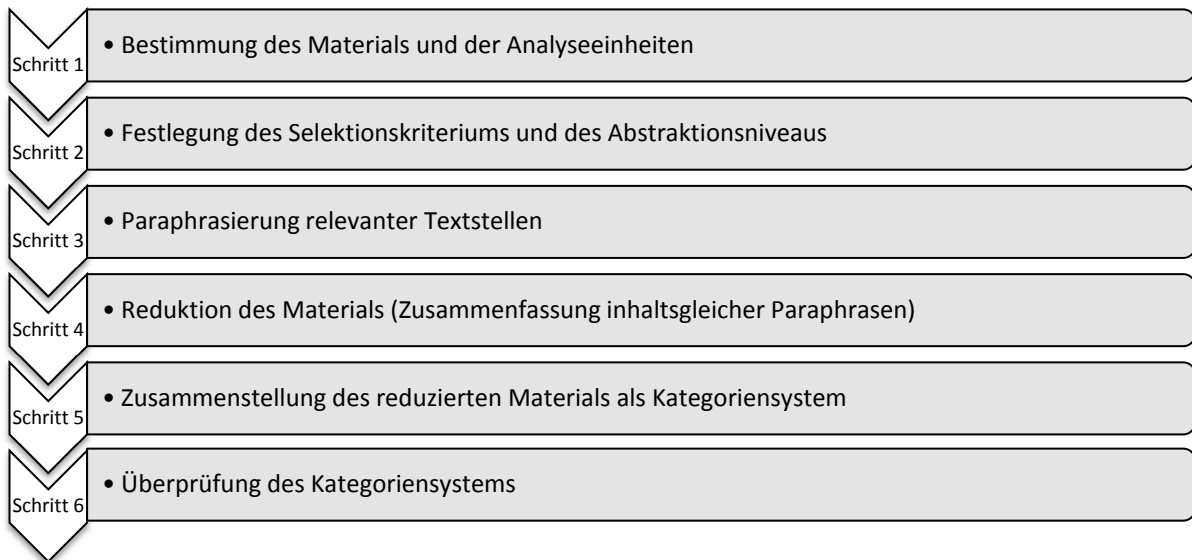 Schritt 1
• Bestimmung des Materials und der Analyseeinheiten
Schritt 2
• Festlegung des Selektionskriteriums und des Abstraktionsniveaus
Schritt 3
• Paraphrasierung relevanter Textstellen
Schritt 4
• Reduktion des Materials (Zusammenfassung inhaltsgleicher Paraphrasen)
Schritt 5
• Zusammenstellung des reduzierten Materials als Kategoriensystem
Schritt 6
• Überprüfung des Kategoriensystems